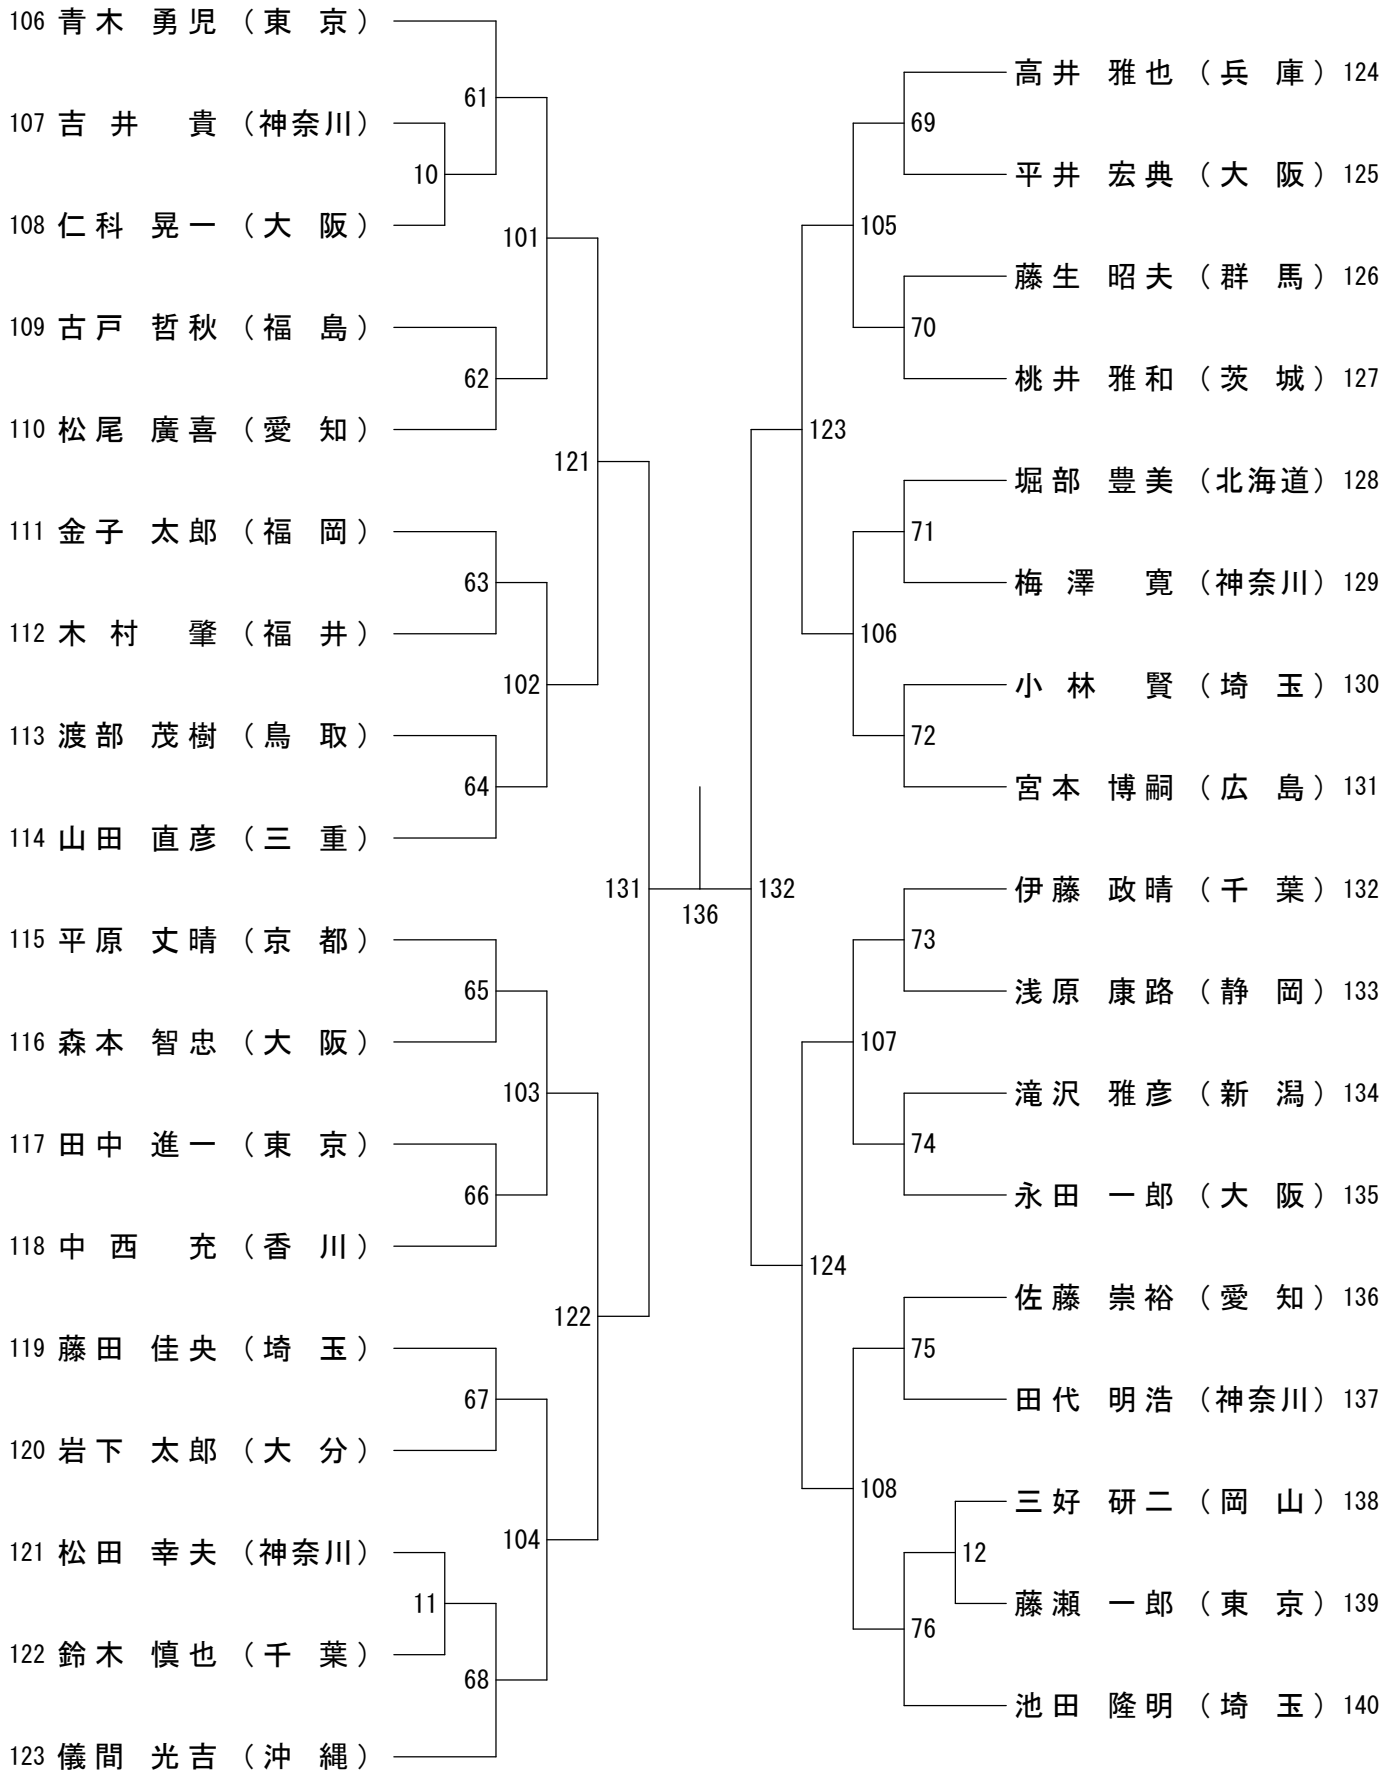 106 青木 勇児 (東 京)
61
107 吉井 貴 (神奈川)
10
108 仁科 晃一 (大 阪)
101
109 古戸 哲秋 (福 島)
62
110 松尾 廣喜 (愛 知)
121
111 金子 太郎 (福 岡)
63
112 木村 肇 (福 井)
102
113 渡部 茂樹 (鳥 取)
64
114 山田 直彦 (三 重)
131
115 平原 丈晴 (京 都)
65
116 森本 智忠 (大 阪)
103
117 田中 進一 (東 京)
66
118 中西 充 (香 川)
122
119 藤田 佳央 (埼 玉)
67
120 岩下 太郎 (大 分)
104
121 松田 幸夫 (神奈川)
11
122 鈴木 慎也 (千 葉)
68
123 儀間 光吉 (沖 縄)
136
高井 雅也 (兵 庫) 124
69
平井 宏典 (大 阪) 125
105
藤生 昭夫 (群 馬) 126
70
桃井 雅和 (茨 城) 127
123
堀部 豊美 (北海道) 128
71
梅澤 寛 (神奈川) 129
106
小林 賢 (埼 玉) 130
72
宮本 博嗣 (広 島) 131
132
伊藤 政晴 (千 葉) 132
73
浅原 康路 (静 岡) 133
107
滝沢 雅彦 (新 潟) 134
74
永田 一郎 (大 阪) 135
124
佐藤 崇裕 (愛 知) 136
75
田代 明浩 (神奈川) 137
108
三好 研二 (岡 山) 138
12
藤瀬 一郎 (東 京) 139
76
池田 隆明 (埼 玉) 140